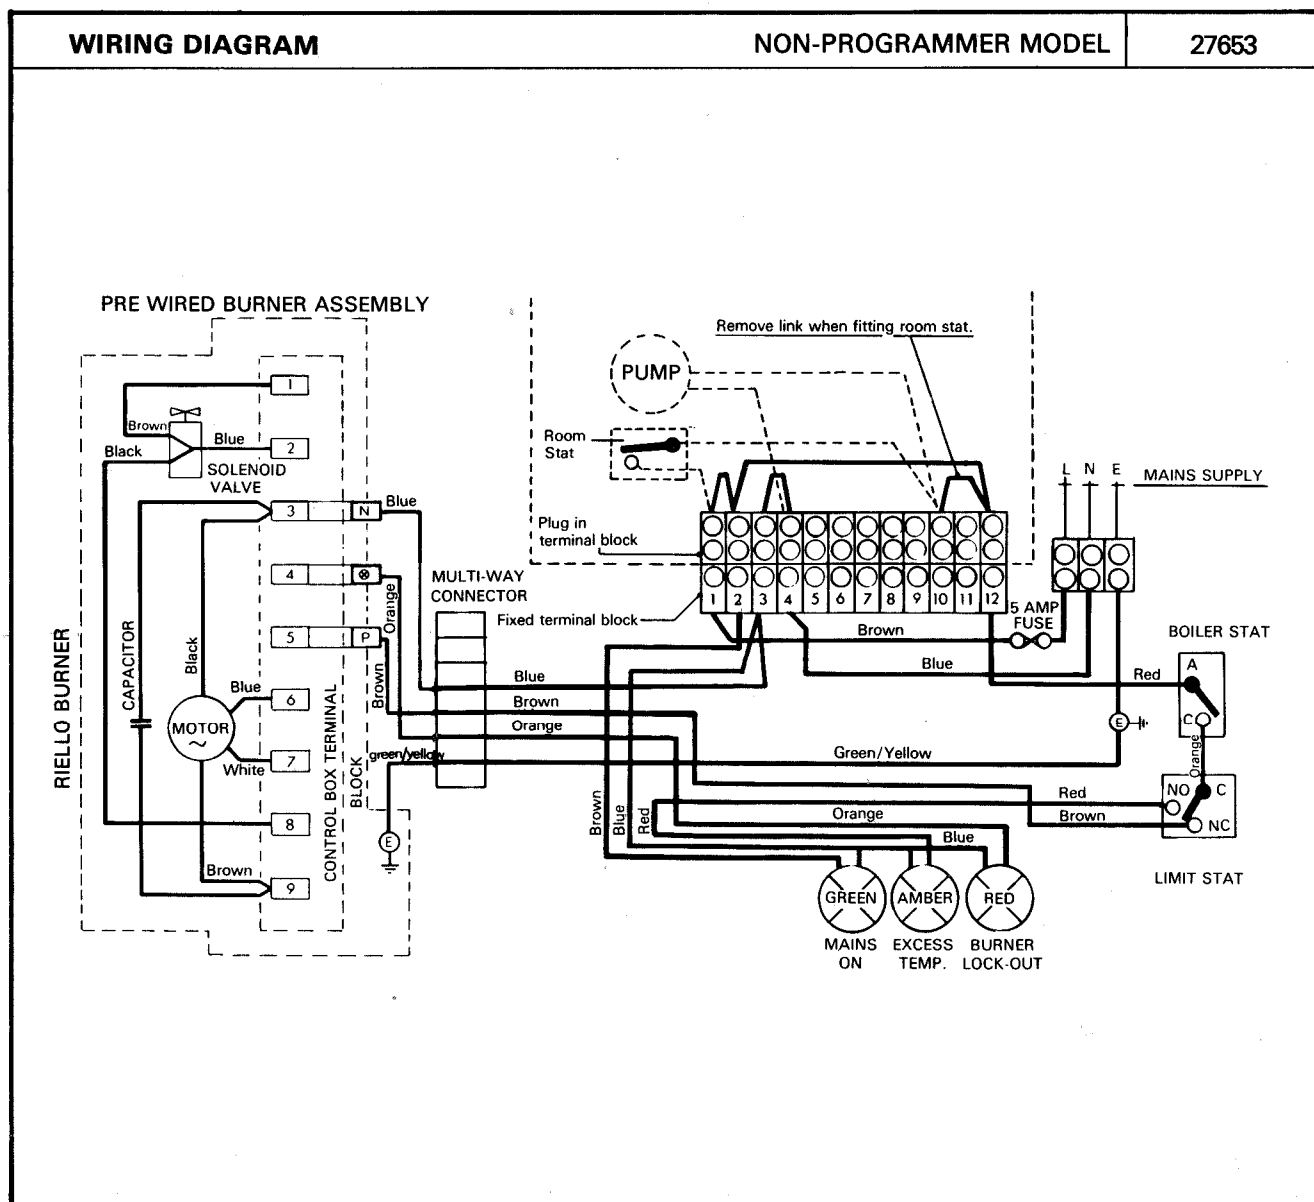 WIRING DIAGRAM
NON-PROGRAMMER MODEL
27653
PRE WIRED BURNER ASSEMBLY
Remove link when fitting room stat.
PUMP
Room
Stat
Plug in
terminal block
Fixed terminal block
1 2 3 4 5 6 7 8 9 10 11 12
L N E
MAINS SUPPLY
5 AMP
FUSE
Brown
Blue
BOILER STAT
A
Red
C
Orange
E
NO
C
NC
LIMIT STAT
1
Brown
Black
Blue
2
SOLENOID
VALVE
3
N
Blue
4
⊗
Orange
5
P
Brown
MULTI-WAY
CONNECTOR
RIELLO BURNER
CAPACITOR
Black
Blue
6
MOTOR
~
White
7
CONTROL BOX TERMINAL
BLOCK
8
Brown
9
green/yellow
E
Blue
Brown
Orange
Green/Yellow
Red
Brown
Orange
Blue
Brown
Blue
Red
GREEN
AMBER
RED
MAINS
ON
EXCESS
TEMP.
BURNER
LOCK-OUT